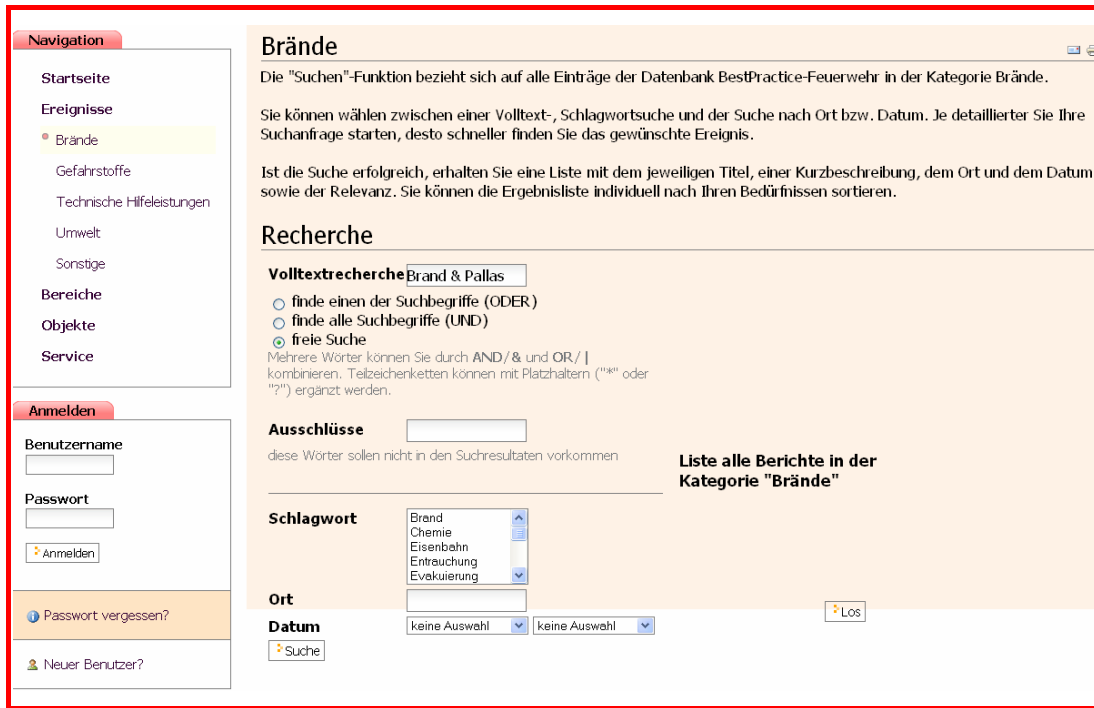 Navigation
Startseite
Ereignisse
Brände
Gefahrstoffe
Technische Hilfeleistungen
Umwelt
Sonstige
Bereiche
Objekte
Service
Anmelden
Benutzername
Passwort
Anmelden
Passwort vergessen?
Neuer Benutzer?
Brände
Die "Suchen"-Funktion bezieht sich auf alle Einträge der Datenbank BestPractice-Feuerwehr in der Kategorie Brände.
Sie können wählen zwischen einer Volltext-, Schlagwortsuche und der Suche nach Ort bzw. Datum. Je detaillierter Sie Ihre
Suchanfrage starten, desto schneller finden Sie das gewünschte Ereignis.
Ist die Suche erfolgreich, erhalten Sie eine Liste mit dem jeweiligen Titel, einer Kurzbeschreibung, dem Ort und dem Datum
sowie der Relevanz. Sie können die Ergebnisliste individuell nach Ihren Bedürfnissen sortieren.
Recherche
Volltextrecherche Brand & Pallas
finde einen der Suchbegriffe (ODER)
finde alle Suchbegriffe (UND)
freie Suche
Mehrere Wörter können Sie durch AND/& und OR/|
kombinieren. Teilzeichenketten können mit Platzhaltern ("*" oder
"?") ergänzt werden.
Ausschlüsse
diese Wörter sollen nicht in den Suchresultaten vorkommen
Schlagwort
Brand
Chemie
Eisenbahn
Entrauchung
Evakuierung
Ort
Datum keine Auswahl keine Auswahl
Suche
Liste alle Berichte in der
Kategorie "Brände"
Los